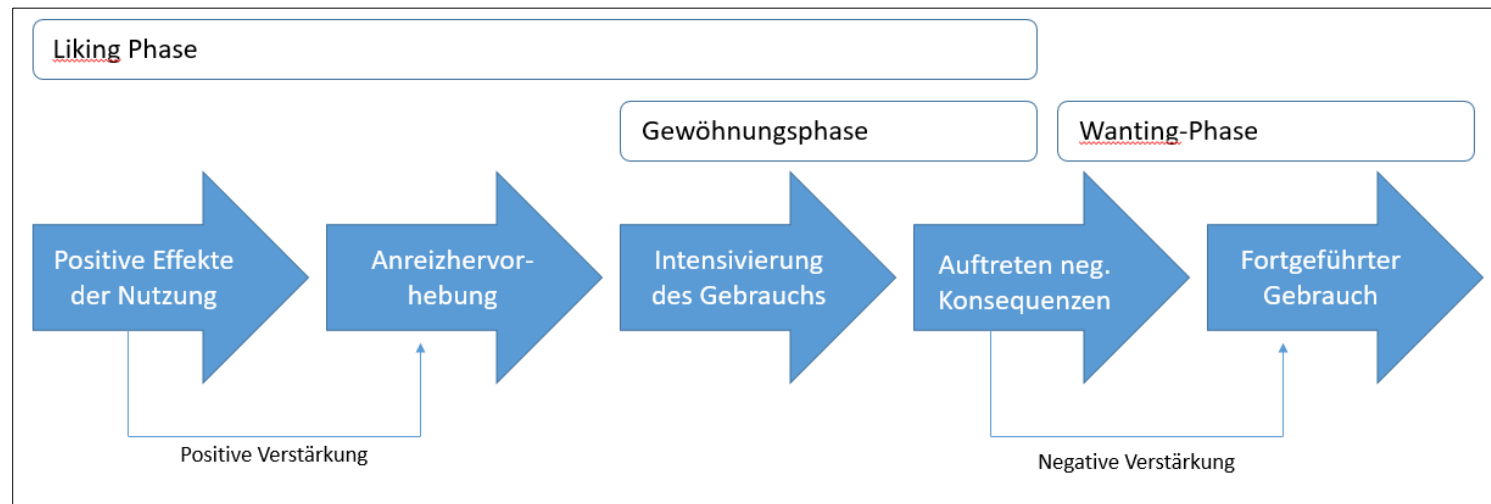 Liking Phase
Gewöhnungsphase
Wanting-Phase
Positive Effekte
der Nutzung
Anreizhervor-
hebung
Intensivierung
des Gebrauchs
Auftreten neg.
Konsequenzen
Fortgeführter
Gebrauch
Positive Verstärkung
Negative Verstärkung